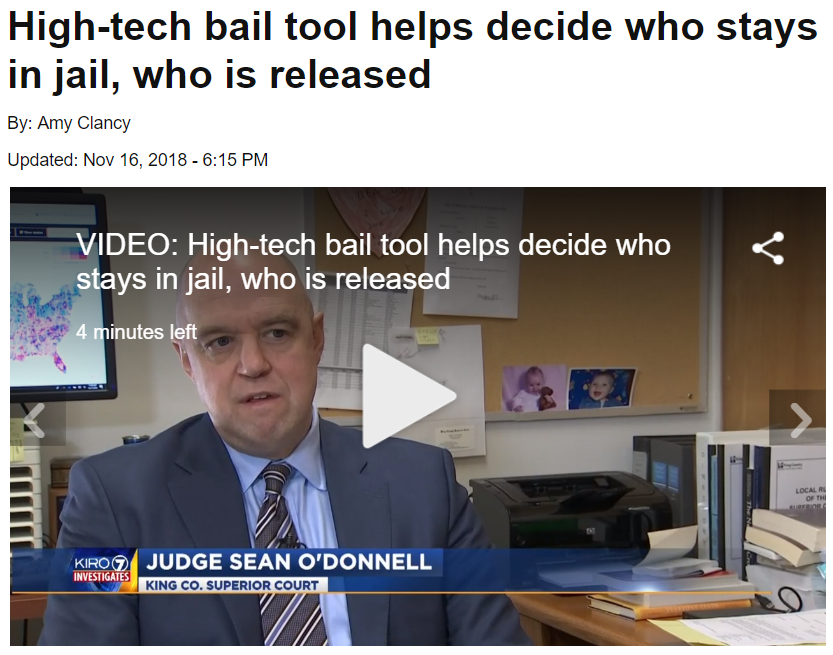 High-tech bail tool helps decide who stays
in jail, who is released
By: Amy Clancy
Updated: Nov 16, 2018 - 6:15 PM
VIDEO: High-tech bail tool helps decide who
stays in jail, who is released
4 minutes left
LOCAL RU
OF TH
SUPERIOR C
KIRO 7
INVESTIGATES
JUDGE SEAN O'DONNELL
KING CO. SUPERIOR COURT